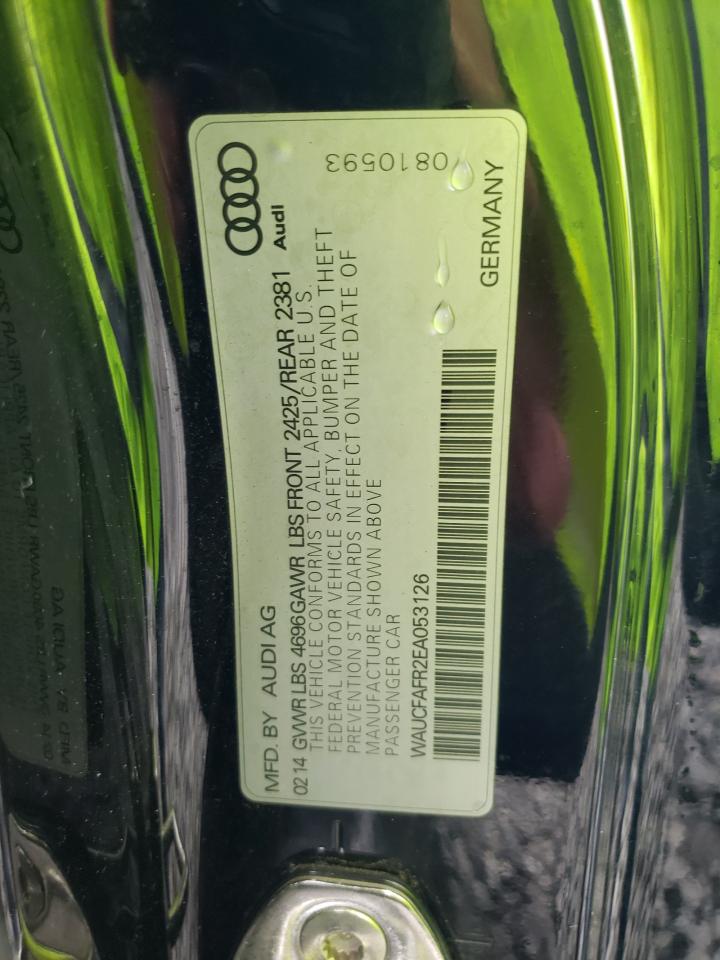 Audi
0810593
MFD. BY AUDI AG
0214 GVWR LBS 4696 GAWR LBS FRONT 2425/REAR 2381
THIS VEHICLE CONFORMS TO ALL APPLICABLE U.S.
FEDERAL MOTOR VEHICLE SAFETY, BUMPER AND THEFT
PREVENTION STANDARDS IN EFFECT ON THE DATE OF
MANUFACTURE SHOWN ABOVE
PASSENGER CAR
WAUCFAFR2EA053126
GERMANY